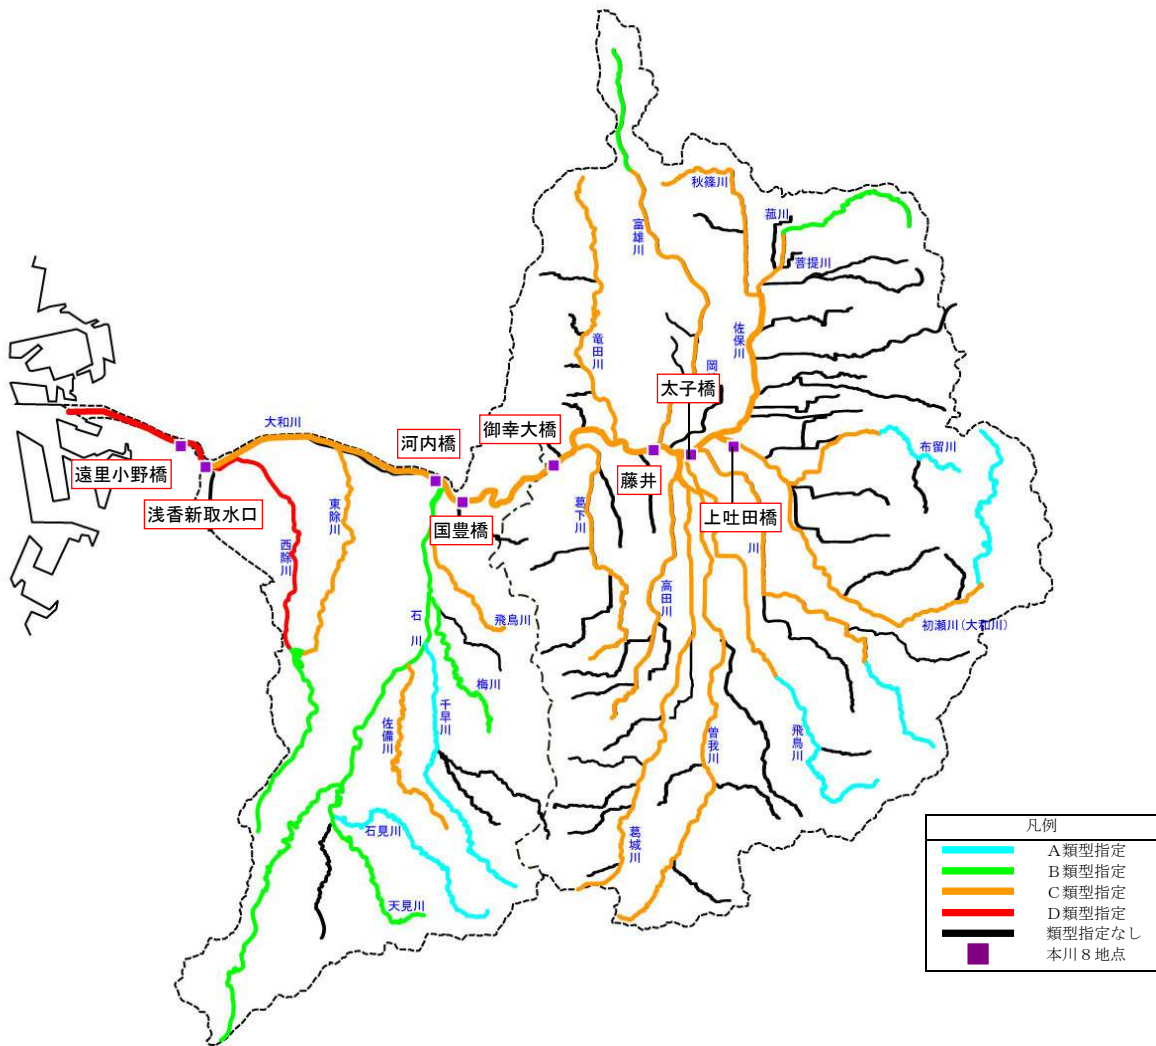 秋篠川
菰川
富雄川
菩提川
佐保川
竜田川
岡
太子橋
大和川
河内橋
御幸大橋
布留川
遠里小野橋
藤井
浅香新取水口
国豊橋
上吐田橋
東除川
葛下川
西除川
川
高田川
石川
飛鳥川
初瀬川(大和川)
梅川
千早川
佐備川
曽我川
飛鳥川
石見川
葛城川
天見川
凡例
A類型指定
B類型指定
C類型指定
D類型指定
類型指定なし
本川8地点